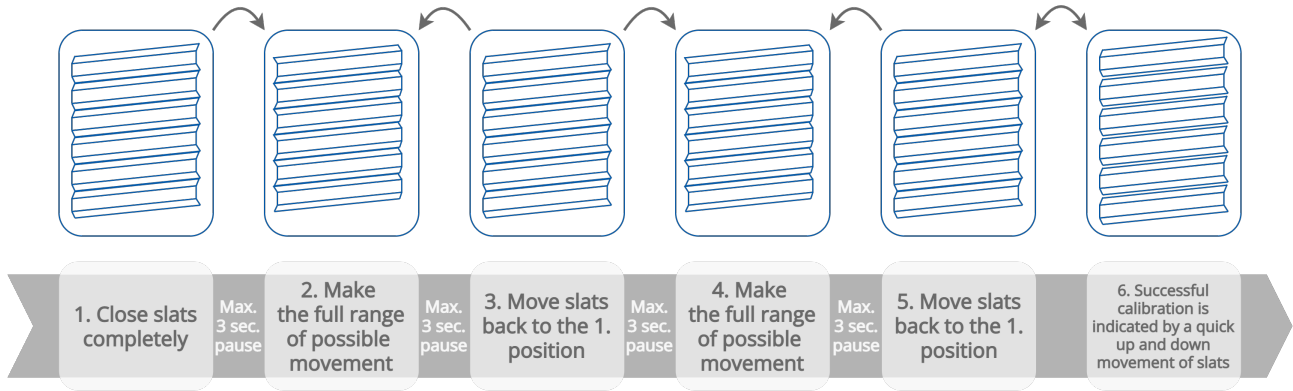 1. Close slats
completely
Max.
3 sec.
pause
2. Make
the full range
of possible
movement
Max.
3 sec.
pause
3. Move slats
back to the 1.
position
Max.
3 sec.
pause
4. Make
the full range
of possible
movement
Max.
3 sec.
pause
5. Move slats
back to the 1.
position
6. Successful
calibration is
indicated by a quick
up and down
movement of slats